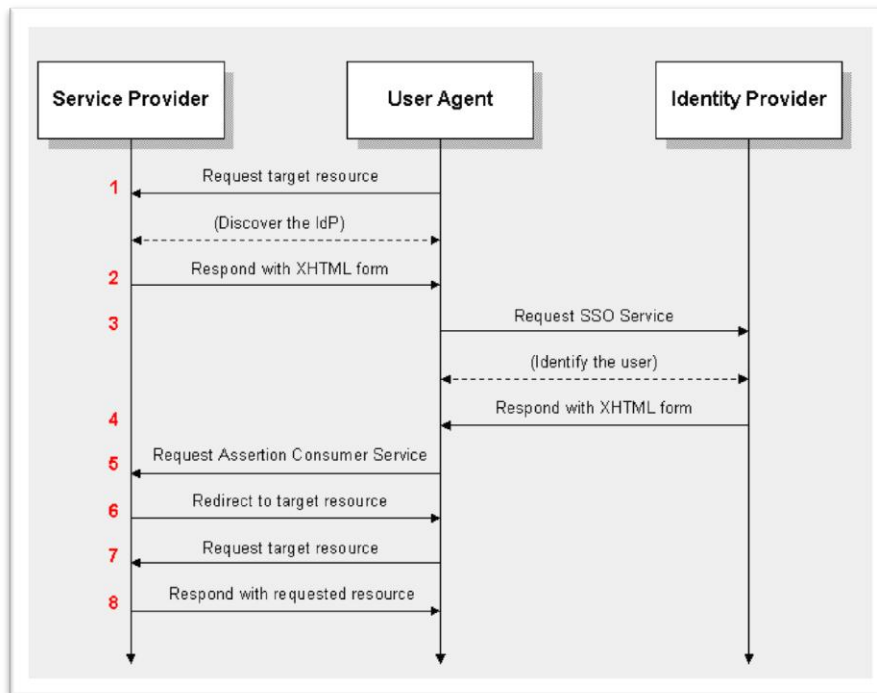 Service Provider
User Agent
Identity Provider
1
Request target resource
(Discover the IdP)
2
Respond with XHTML form
3
Request SSO Service
(Identify the user)
4
Respond with XHTML form
5
Request Assertion Consumer Service
6
Redirect to target resource
7
Request target resource
8
Respond with requested resource